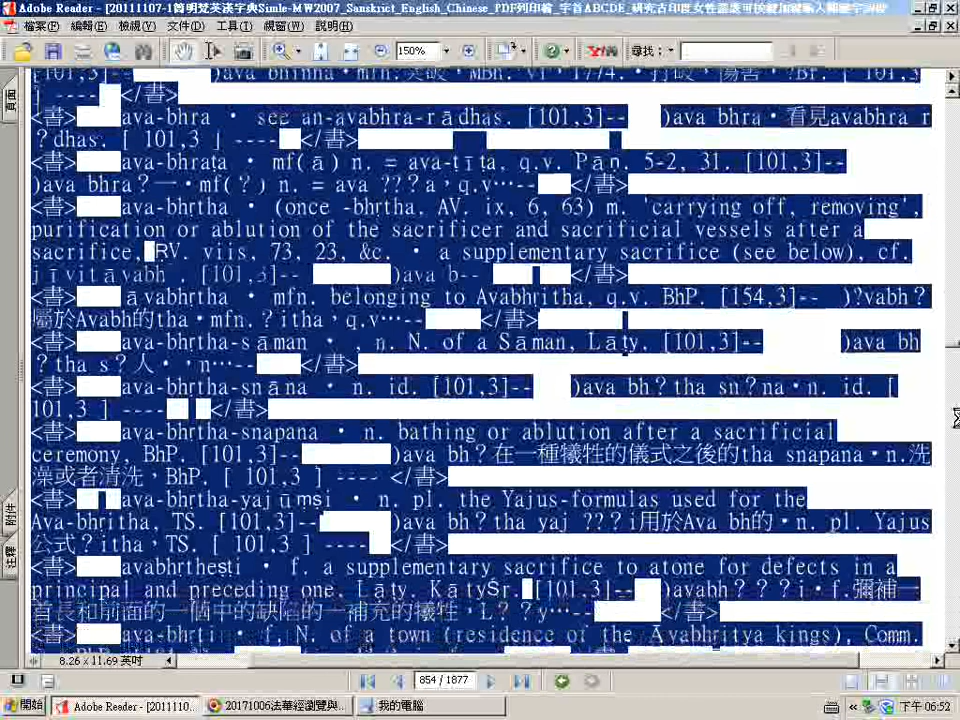 Adobe Reader - [20111107-1簡明梵英漢字典Simle-MW2007_Sanskrit_English_Chinese_PDF列印檔_字首ABCDE_研究古印度女性
檔案(F) 編輯(E) 檢視(V) 文件(D) 工具(T) 視窗(W) 說明(H)
150% 尋找：
[101,3]-- )ava bhinna‧mfn.突破，MBh. vi，1774.‧打破，傷害，?Br. [ 101,3
] ---- </書>
<書> ava-bhra ‧ see an-avabhra-rādhas. [101,3]-- )ava bhra‧看見avabhra r
？dhas. [ 101,3 ] ---- </書>
<書> ava-bhraṭa ‧ mf(ā) n. = ava-ṭīṭa, q.v. Pāṇ. 5-2, 31. [101,3]--
)ava bhra？一‧mf(？) n. = ava ???a，q.v…-- </書>
<書> ava-bhṛtha ‧ (once -bhṛtha. AV. ix, 6, 63) m. 'carrying off, removing',
purification or ablution of the sacrificer and sacrificial vessels after a
sacrifice, RV. viis, 73, 23, &c. ‧ a supplementary sacrifice (see below), cf.
jīvitāvabh . [101,3]-- )ava b-- </書>
<書> āvabhṛtha ‧ mfn. belonging to Avabhṛitha, q.v. BhP. [154,3]-- )?vabh？
屬於Avabh的tha‧mfn.？itha，q.v…-- </書>
<書> ava-bhṛtha-sāman ‧ , n. N. of a Sāman, Lāṭy. [101,3]-- )ava bh
？tha s？人‧，n…-- </書>
<書> ava-bhṛtha-snāna ‧ n. id. [101,3]-- )ava bh？tha sn？na‧n. id. [
101,3 ] ---- </書>
<書> ava-bhṛtha-snapana ‧ n. bathing or ablution after a sacrificial
ceremony, BhP. [101,3]-- )ava bh？在一種犧牲的儀式之後的tha snapana‧n.洗
澡或者清洗，BhP. [ 101,3 ] ---- </書>
<書> ava-bhṛtha-yajūṃsi ‧ n. pl. the Yajus-formulas used for the
Ava-bhṛitha, TS. [101,3]-- )ava bh？tha yaj ???i用於Ava bh的‧n. pl. Yajus
公式？itha，TS. [ 101,3 ] ---- </書>
<書> avabhṛtheṣṭi ‧ f. a supplementary sacrifice to atone for defects in a
principal and preceding one. Lāṭy. KātyŚr. [101,3]-- )avabh？？？i‧f.彌補一
首長和前面的一個中的缺陷的一補充的犧牲，L？？y…-- </書>
<書> ava-bhṛti ‧ f. N. of a town (residence of the Āvabhṛitya kings), Comm.
頁面
附件
注釋
8.26 x 11.69 英吋
854 / 1877
開始 Adobe Reader - [2011110... 20171006法華經瀏覽與... 我的電腦 下午 06:52